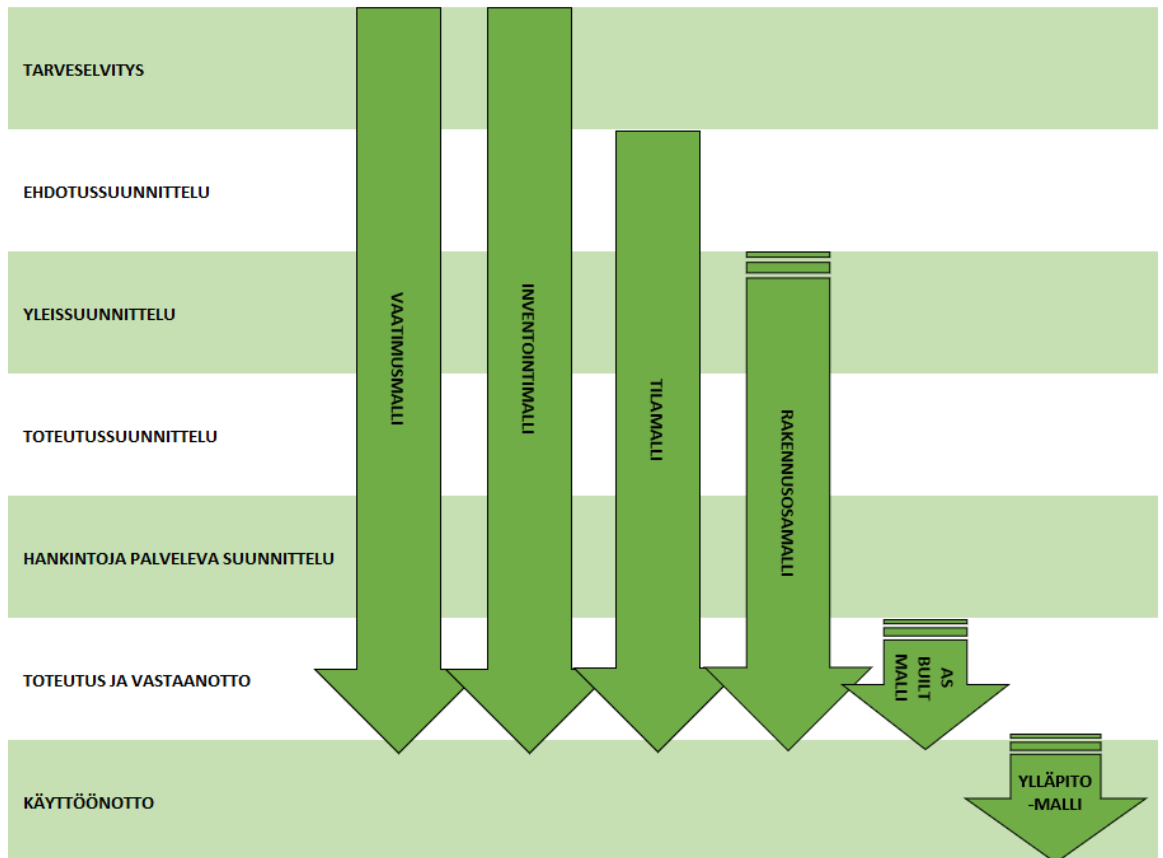 TARVESELVITYS
EHDOTUSSUUNNITTELU
YLEISSUUNNITTELU
TOTEUTUSSUUNNITTELU
HANKINTOJA PALVELEVA SUUNNITTELU
TOTEUTUS JA VASTAANOTTO
KÄYTTÖÖNOTTO
VAATIMUSMALLI
INVENTOINTIMALLI
TILAMALLI
RAKENNUSOSAMALLI
AS
BUILT
MALLI
YLLÄPITO
-MALLI